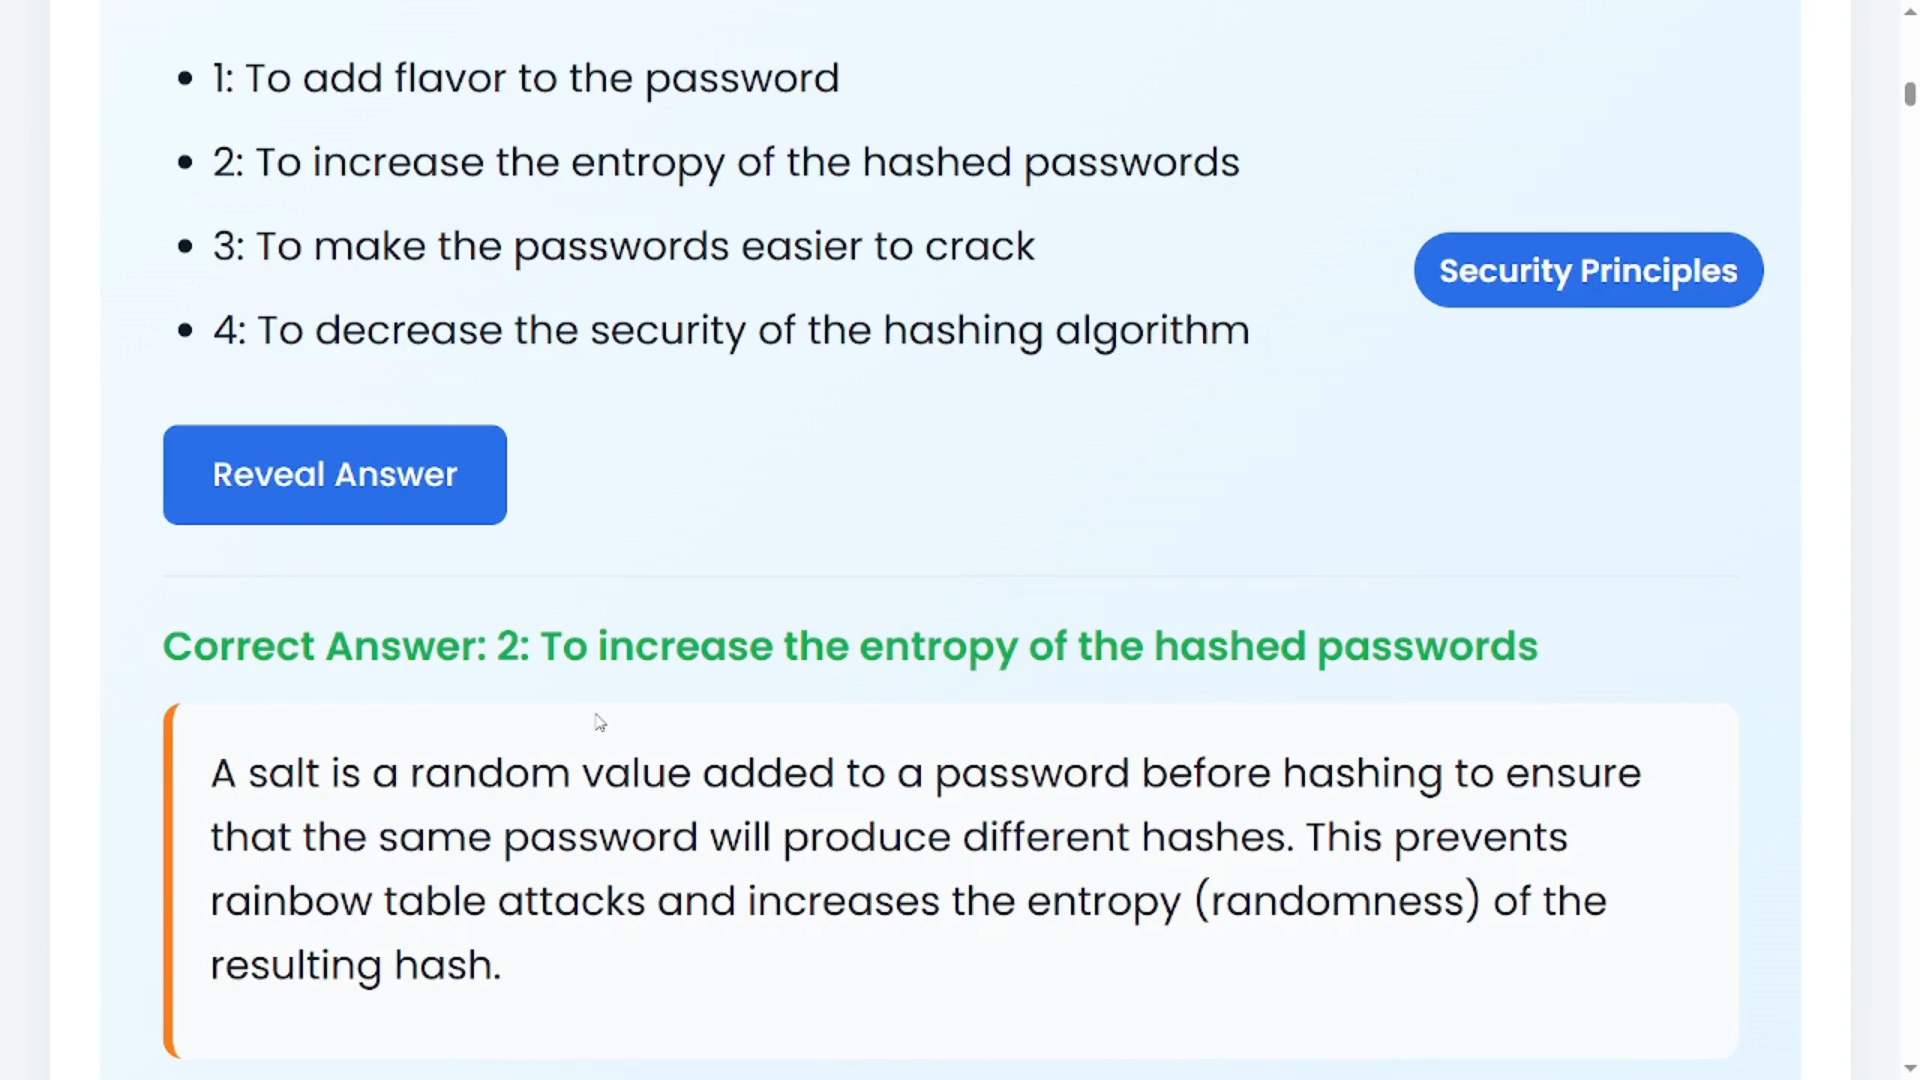 1: To add flavor to the password
2: To increase the entropy of the hashed passwords
3: To make the passwords easier to crack
Security Principles
4: To decrease the security of the hashing algorithm
Reveal Answer
Correct Answer: 2: To increase the entropy of the hashed passwords
A salt is a random value added to a password before hashing to ensure
that the same password will produce different hashes. This prevents
rainbow table attacks and increases the entropy (randomness) of the
resulting hash.